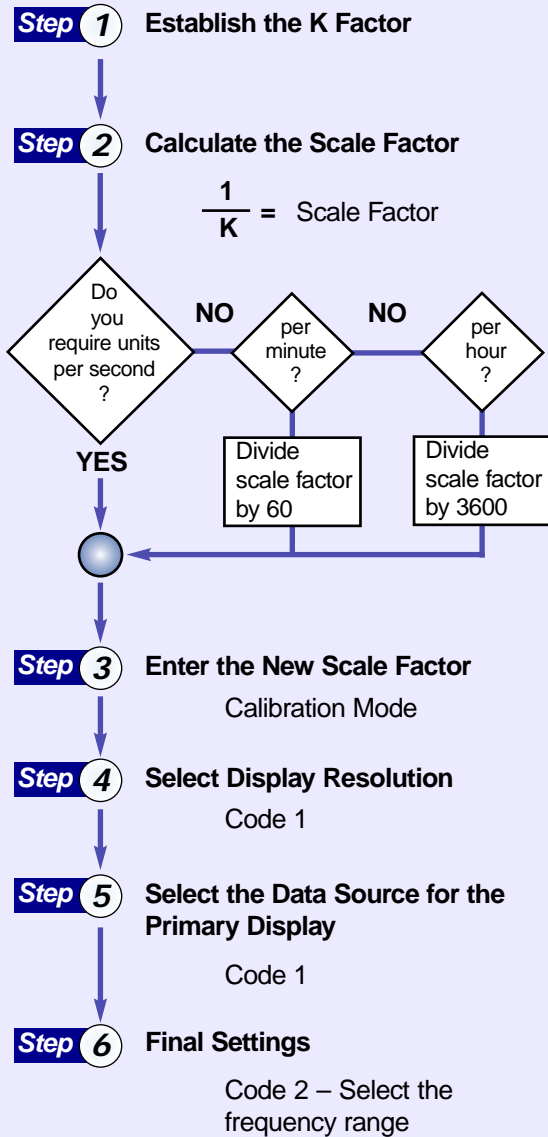 Step 1 Establish the K Factor
Step 2 Calculate the Scale Factor
1
K = Scale Factor
Do
you
require units
per second
?
NO
per
minute
?
NO
per
hour
?
YES
Divide
scale factor
by 60
Divide
scale factor
by 3600
Step 3 Enter the New Scale Factor
Calibration Mode
Step 4 Select Display Resolution
Code 1
Step 5 Select the Data Source for the
Primary Display
Code 1
Step 6 Final Settings
Code 2 – Select the
frequency range